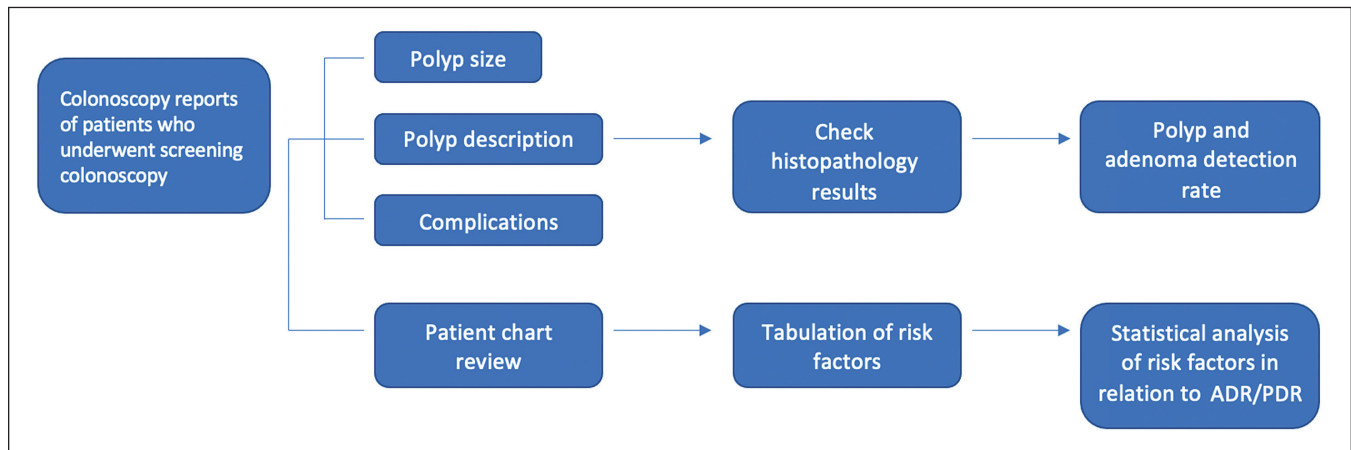 Colonoscopy reports
of patients who
underwent screening
colonoscopy
Polyp size
Polyp description
Complications
Check
histopathology
results
Polyp and
adenoma detection
rate
Patient chart
review
Tabulation of risk
factors
Statistical analysis
of risk factors in
relation to ADR/PDR